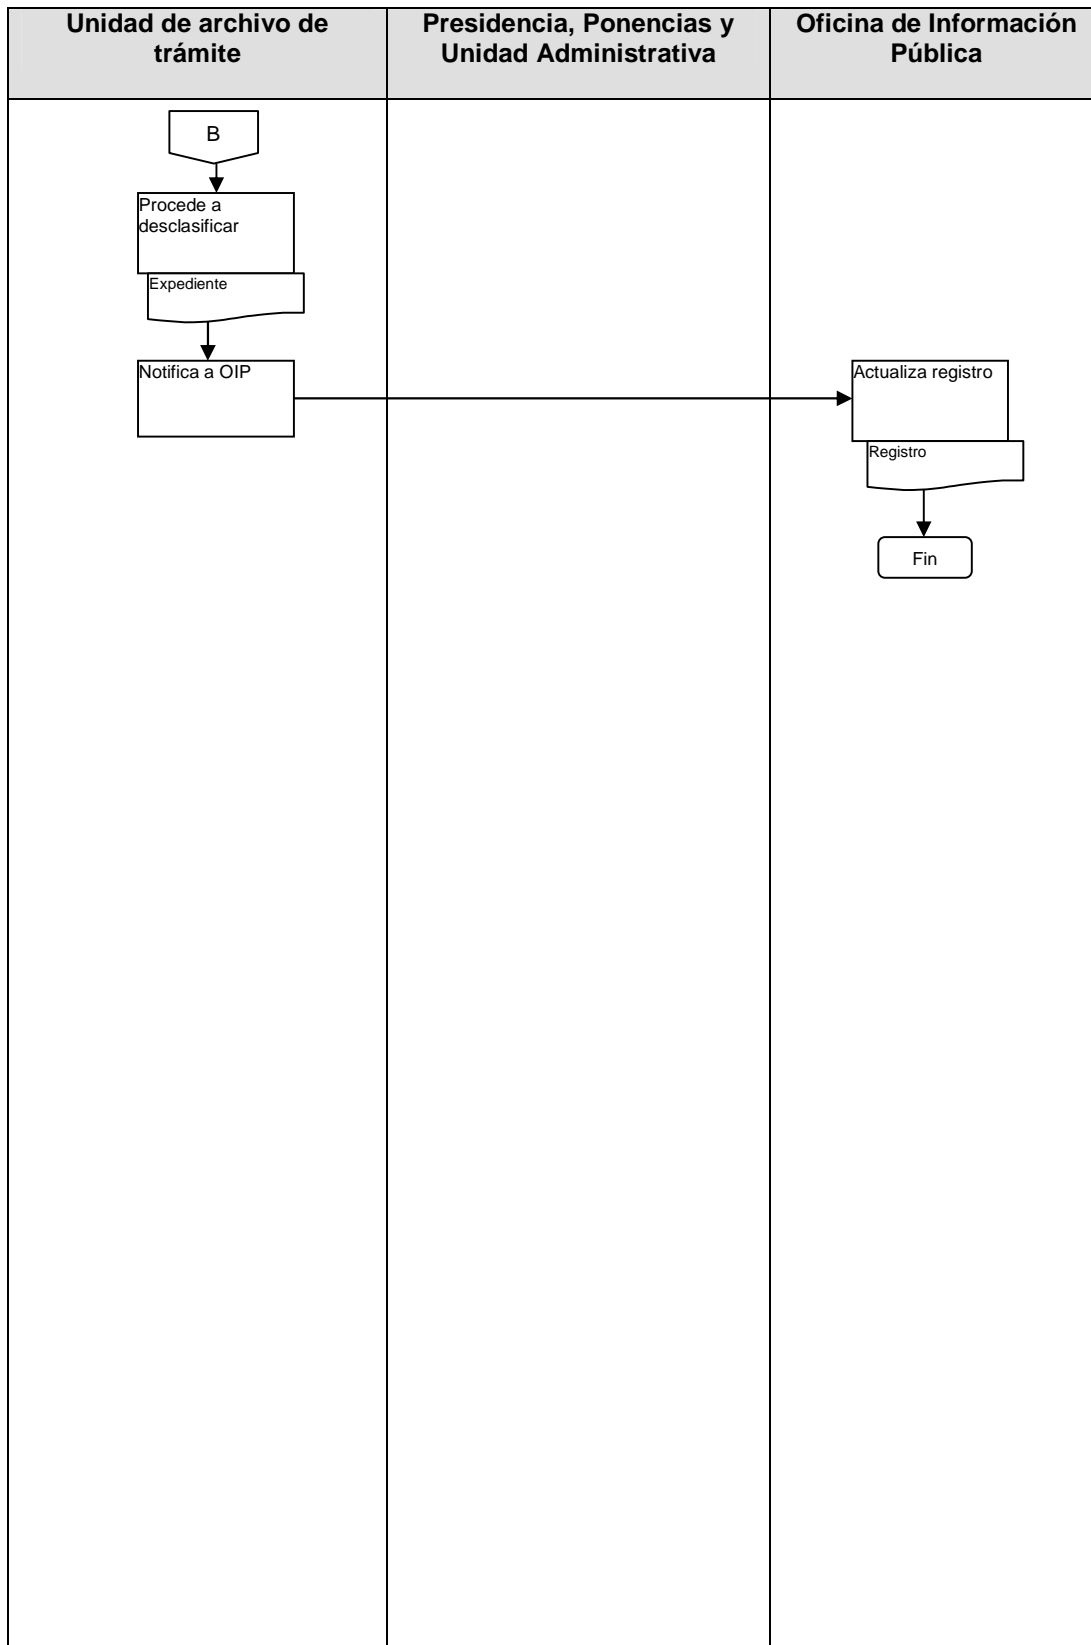 Unidad de archivo de
trámite
Presidencia, Ponencias y
Unidad Administrativa
Oficina de Información
Pública
B
Procede a
desclasificar
Expediente
Notifica a OIP
Actualiza registro
Registro
Fin